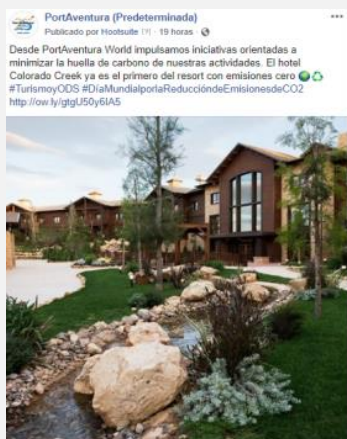 PortAventura (Predeterminada)
Publicado por Hootsuite [?] · 19 horas ·
Desde PortAventura World impulsamos iniciativas orientadas a
minimizar la huella de carbono de nuestras actividades. El hotel
Colorado Creek ya es el primero del resort con emisiones cero
#TurismoyODS #DíaMundialporlaReduccióndeEmisionesdeCO2
http://ow.ly/gtgU50y6IA5